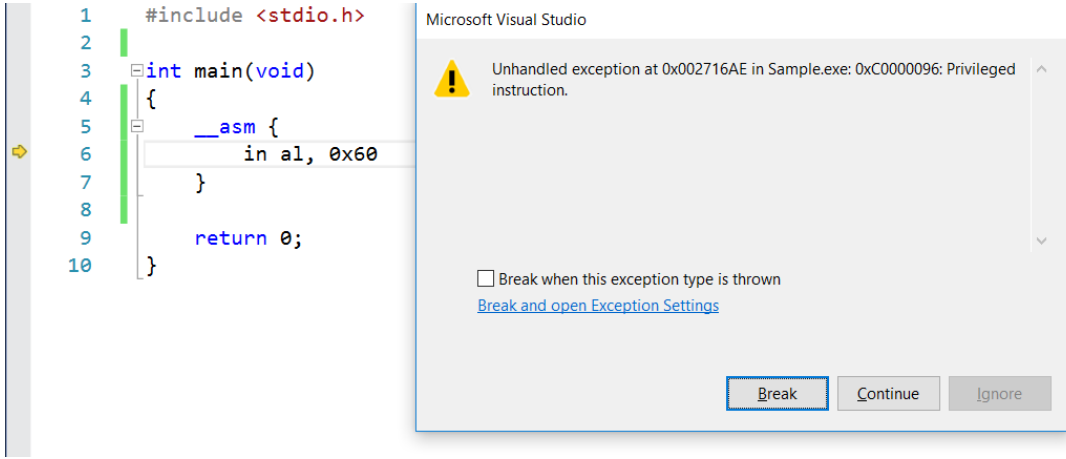 1 #include <stdio.h>
2
3 int main(void)
4 {
5 __asm {
6 in al, 0x60
7 }
8
9 return 0;
10 }
Microsoft Visual Studio
Unhandled exception at 0x002716AE in Sample.exe: 0xC0000096: Privileged
instruction.
Break when this exception type is thrown
Break and open Exception Settings
Break Continue Ignore